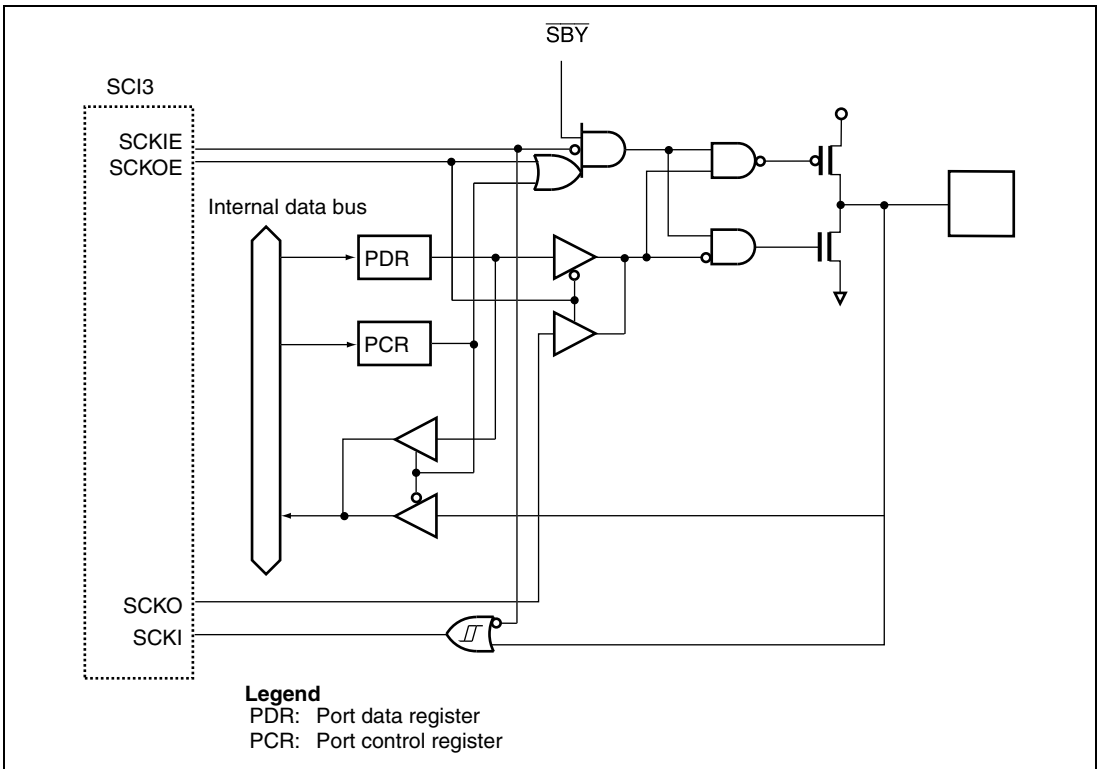 S̅B̅Y̅
SCI3
SCKIE
SCKOE
Internal data bus
PDR
PCR
SCKO
SCKI
Legend
PDR: Port data register
PCR: Port control register